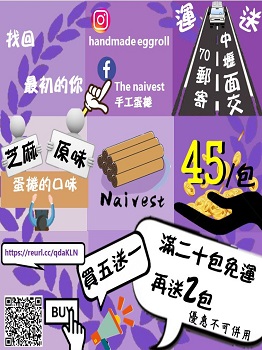 找回
最初的你
handmade eggroll
The naivest
手工蛋捲
運 送
70郵寄
中壢面交
芝麻 原味
蛋捲的口味
Naivest
45/包
https://reurl.cc/qdaKLN
買五送一
滿二十包免運
再送2包
優惠不可併用
BUY